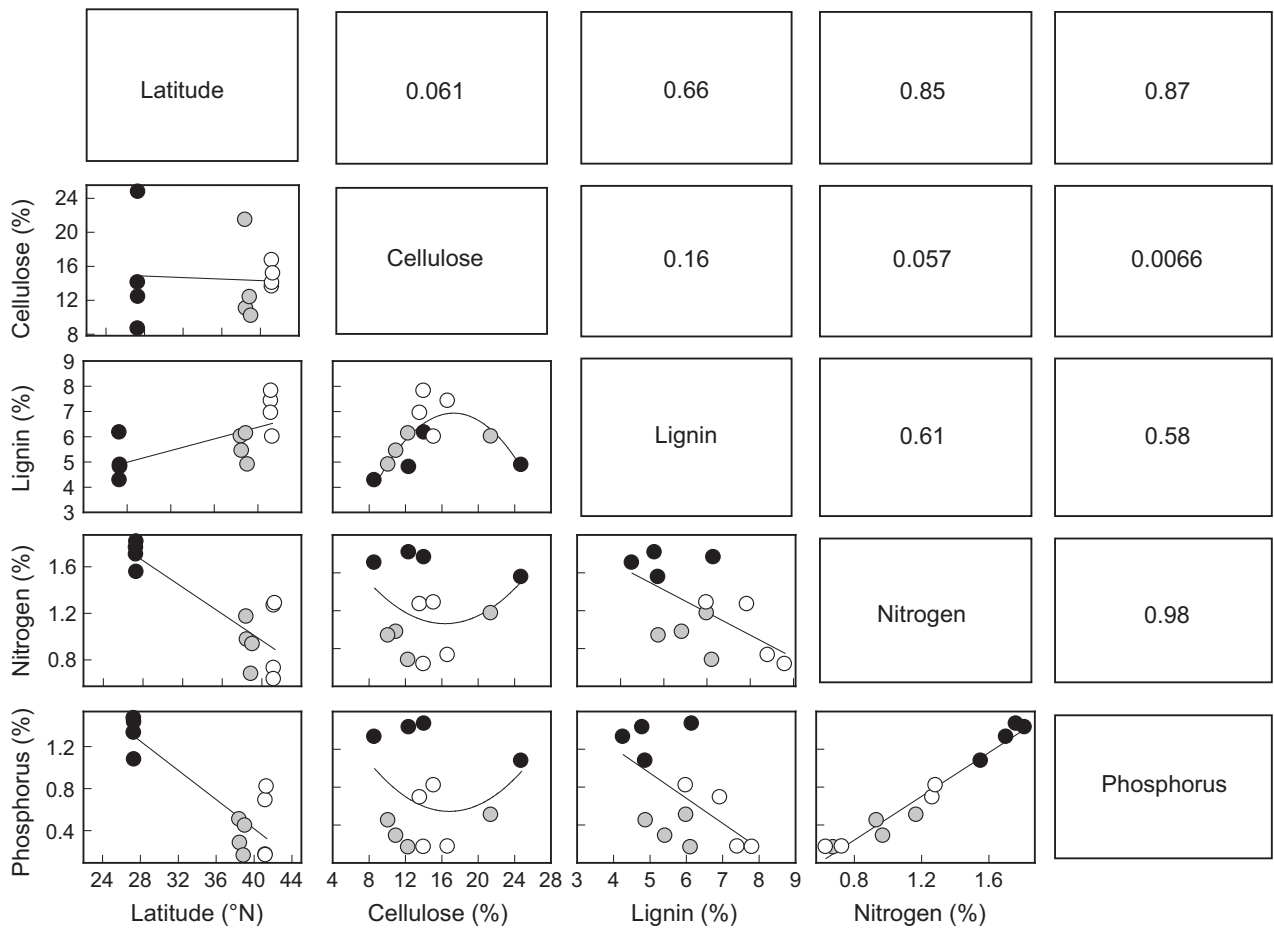 Latitude
0.061
0.66
0.85
0.87
Cellulose (%)
24
20
16
12
8
Cellulose
0.16
0.057
0.0066
Lignin (%)
9
8
7
6
5
4
3
Lignin
0.61
0.58
Nitrogen (%)
1.6
1.2
0.8
Nitrogen
0.98
Phosphorus (%)
1.2
0.8
0.4
Phosphorus
24 28 32 36 40 44
4 8 12 16 20 24 28
3 4 5 6 7 8 9
0.8 1.2 1.6
Latitude (°N)
Cellulose (%)
Lignin (%)
Nitrogen (%)